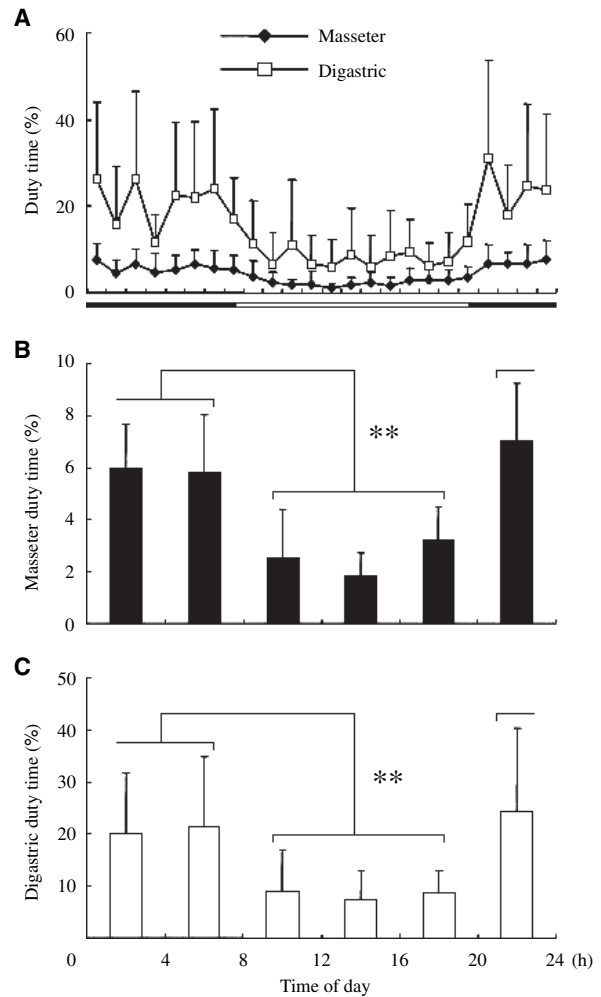 A
60
Masseter
Digastric
40
Duty time (%)
20
0
B
10
8
**
6
Masseter duty time (%)
4
2
0
C
50
40
**
30
Digastric duty time (%)
20
10
0 4 8 12 16 20 24 (h)
Time of day